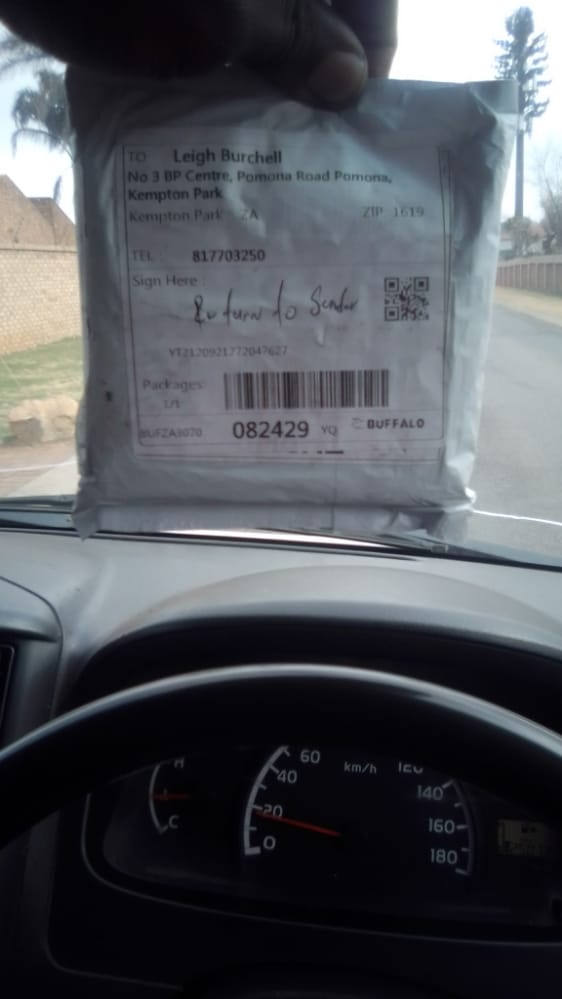 TO Leigh Burchell
No 3 BP Centre, Pomona Road Pomona,
Kempton Park
Kempton Park ZA ZIP 1619
TEL : 817703250
Sign Here :
Return to Sender
YT2120921772047627
Packages:
1/1
BUFZA3070 082429 YQ BUFFALO
H
C
0
20
40
60
km/h
120
140
160
180